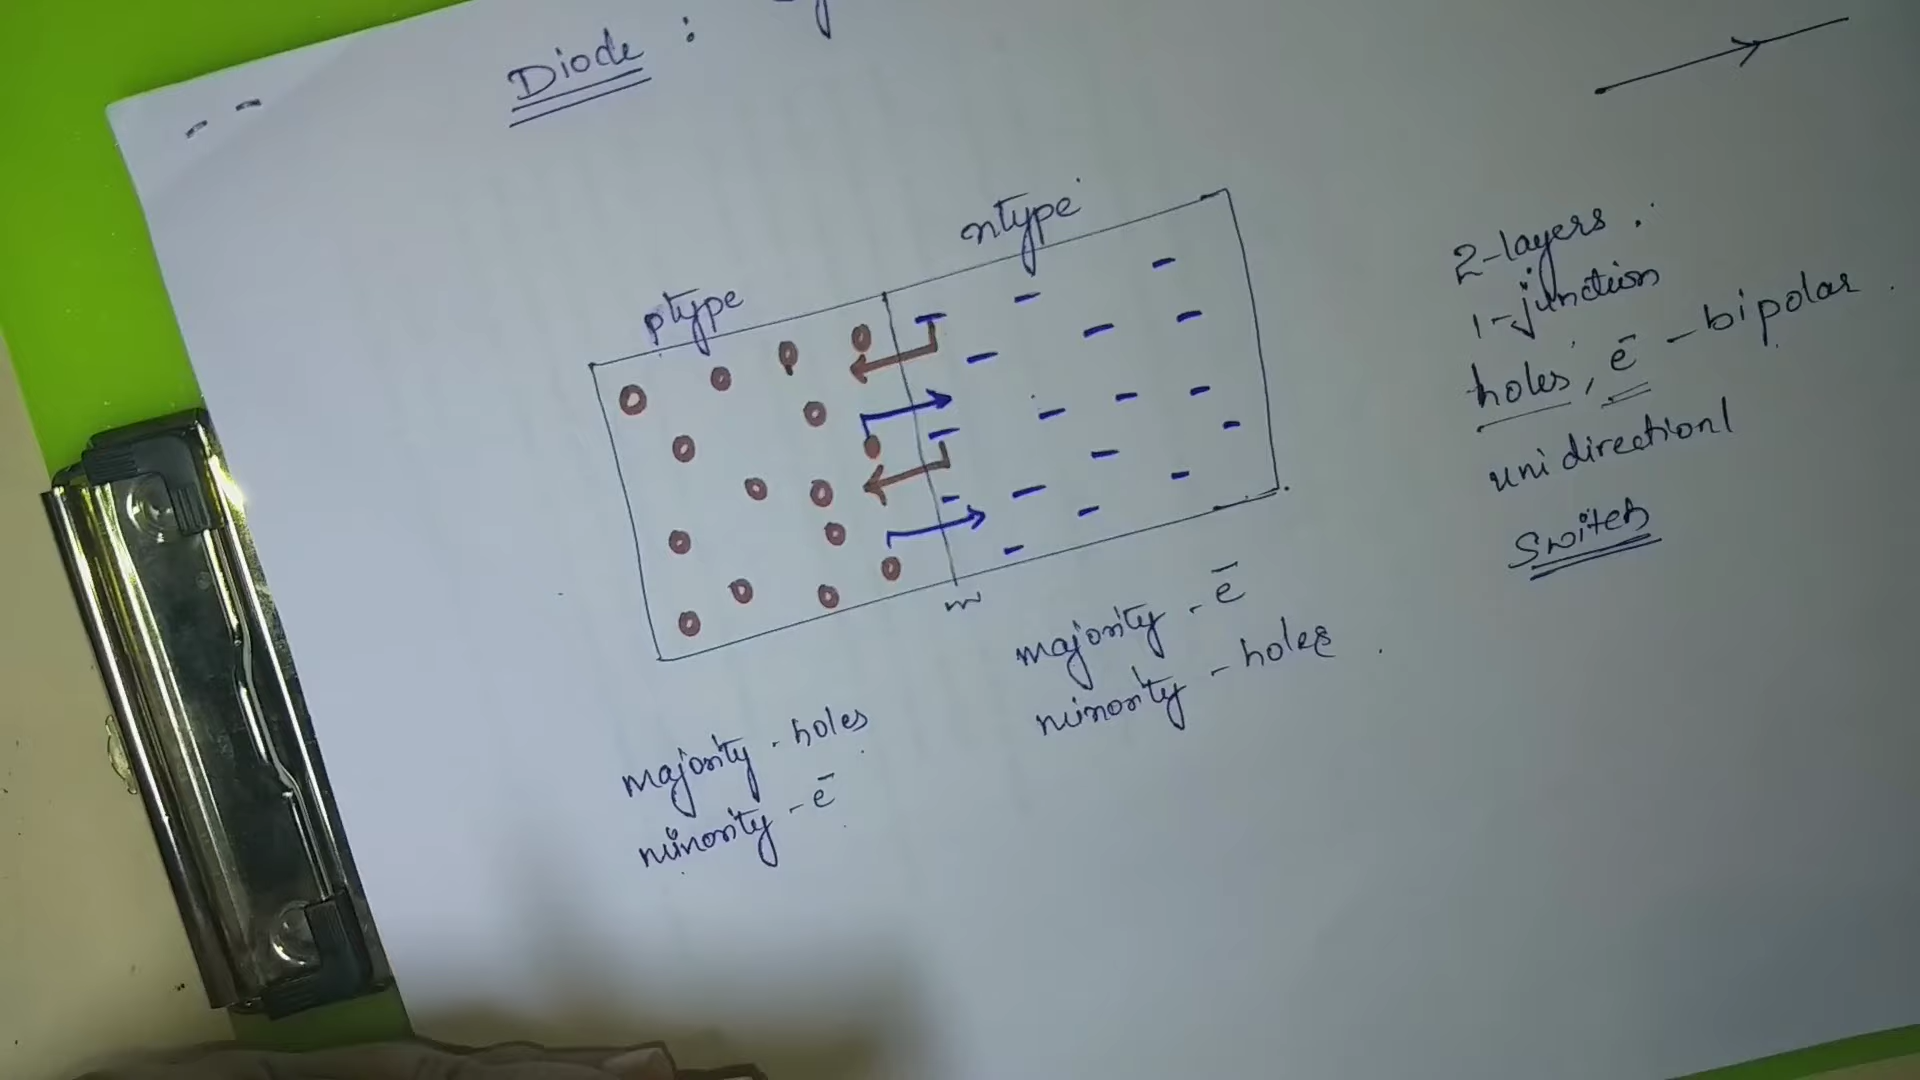 Diode :
ptype
ntype
majority - holes
minority - e̅
majority - e̅
minority - holes
2-layers
1-junction
holes, e̅ - bipolar
unidirectionl
Switch